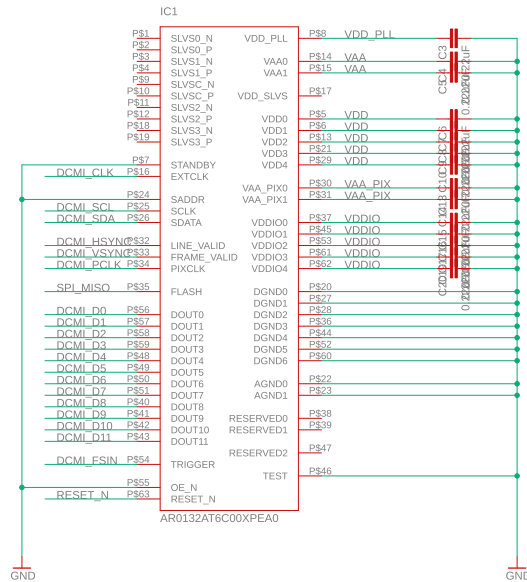 IC1
P$1 SLVS0_N VDD_PLL P$8 VDD_PLL
P$2 SLVS0_P
P$3 SLVS1_N VAA0 P$14 VAA
P$4 SLVS1_P VAA1 P$15 VAA
P$9 SLVSC_N
P$10 SLVSC_P VDD_SLVS P$17
P$11 SLVS2_N
P$12 SLVS2_P VDD0 P$5 VDD
P$18 SLVS3_N VDD1 P$6 VDD
P$19 SLVS3_P VDD2 P$13 VDD
VDD3 P$21 VDD
P$7 STANDBY VDD4 P$29 VDD
DCMI_CLK P$16 EXTCLK
VAA_PIX0 P$30 VAA_PIX
P$24 SADDR VAA_PIX1 P$31 VAA_PIX
DCMI_SCL P$25 SCLK
DCMI_SDA P$26 SDATA VDDIO0 P$37 VDDIO
VDDIO1 P$45 VDDIO
DCMI_HSYNC P$32 LINE_VALID VDDIO2 P$53 VDDIO
DCMI_VSYNC P$33 FRAME_VALID VDDIO3 P$61 VDDIO
DCMI_PCLK P$34 PIXCLK VDDIO4 P$62 VDDIO
SPI_MISO P$35 FLASH DGND0 P$20
DGND1 P$27
DCMI_D0 P$56 DOUT0 DGND2 P$28
DCMI_D1 P$57 DOUT1 DGND3 P$36
DCMI_D2 P$58 DOUT2 DGND4 P$44
DCMI_D3 P$59 DOUT3 DGND5 P$52
DCMI_D4 P$48 DOUT4 DGND6 P$60
DCMI_D5 P$49 DOUT5
DCMI_D6 P$50 DOUT6 AGND0 P$22
DCMI_D7 P$51 DOUT7 AGND1 P$23
DCMI_D8 P$40 DOUT8
DCMI_D9 P$41 DOUT9 RESERVED0 P$38
DCMI_D10 P$42 DOUT10 RESERVED1 P$39
DCMI_D11 P$43 DOUT11
RESERVED2 P$47
DCMI_FSIN P$54 TRIGGER
TEST P$46
P$55 OE_N
RESET_N P$63 RESET_N
AR0132AT6C00XPEA0
C3
GND GND